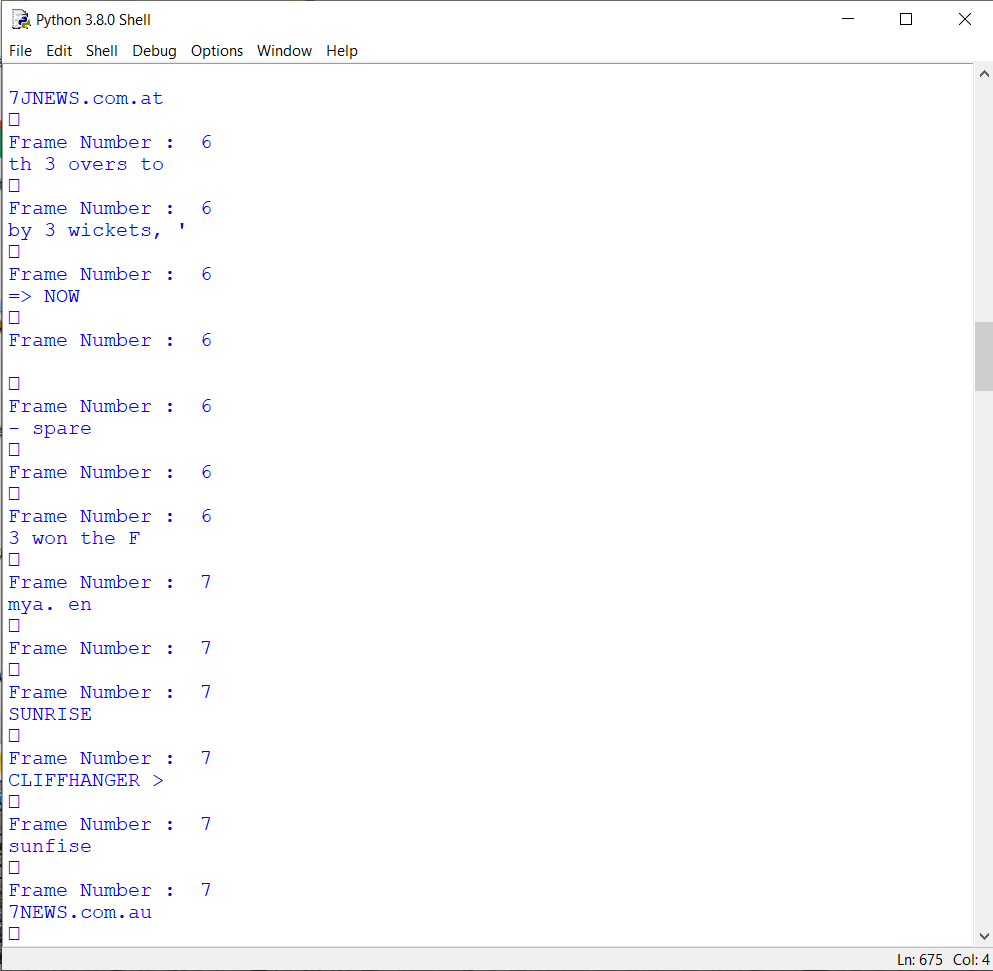 Python 3.8.0 Shell
File Edit Shell Debug Options Window Help
7JNEWS.com.at
Frame Number :  6
th 3 overs to
Frame Number :  6
by 3 wickets, '
Frame Number :  6
=> NOW
Frame Number :  6
Frame Number :  6
- spare
Frame Number :  6
Frame Number :  6
3 won the F
Frame Number :  7
mya. en
Frame Number :  7
Frame Number :  7
SUNRISE
Frame Number :  7
CLIFFHANGER >
Frame Number :  7
sunfise
Frame Number :  7
7NEWS.com.au
Ln: 675 Col: 4